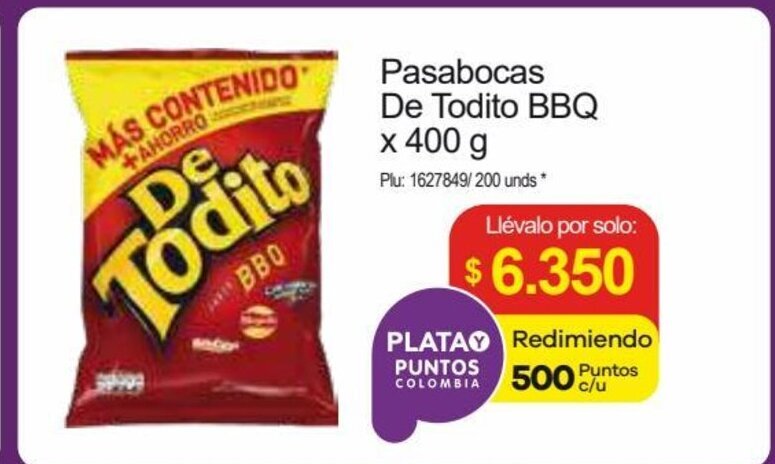 MÁS CONTENIDO
+AHORRO
De
Todito
BBQ
Pasabocas
De Todito BBQ
x 400 g
Plu: 1627849/ 200 unds *
Llévalo por solo:
$ 6.350
PLATA Y
PUNTOS
COLOMBIA
Redimiendo
500 Puntos
c/u